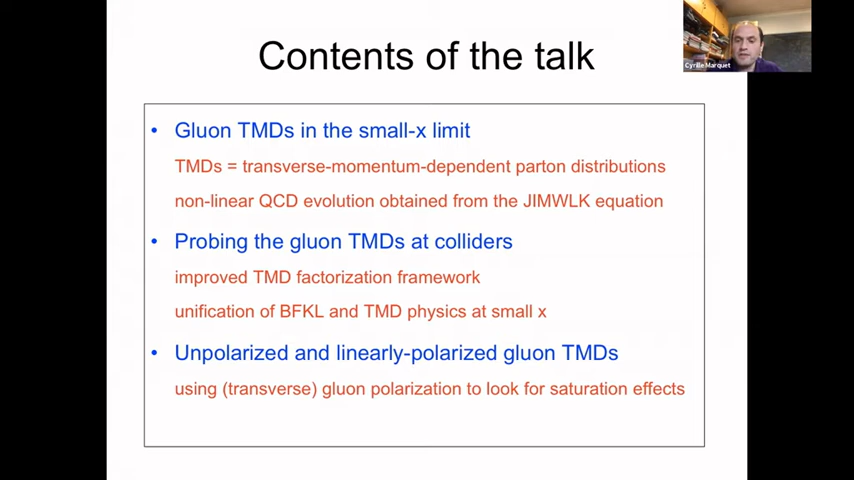 Contents of the talk
Cyrille Marquet
• Gluon TMDs in the small-x limit
TMDs = transverse-momentum-dependent parton distributions
non-linear QCD evolution obtained from the JIMWLK equation
• Probing the gluon TMDs at colliders
improved TMD factorization framework
unification of BFKL and TMD physics at small x
• Unpolarized and linearly-polarized gluon TMDs
using (transverse) gluon polarization to look for saturation effects